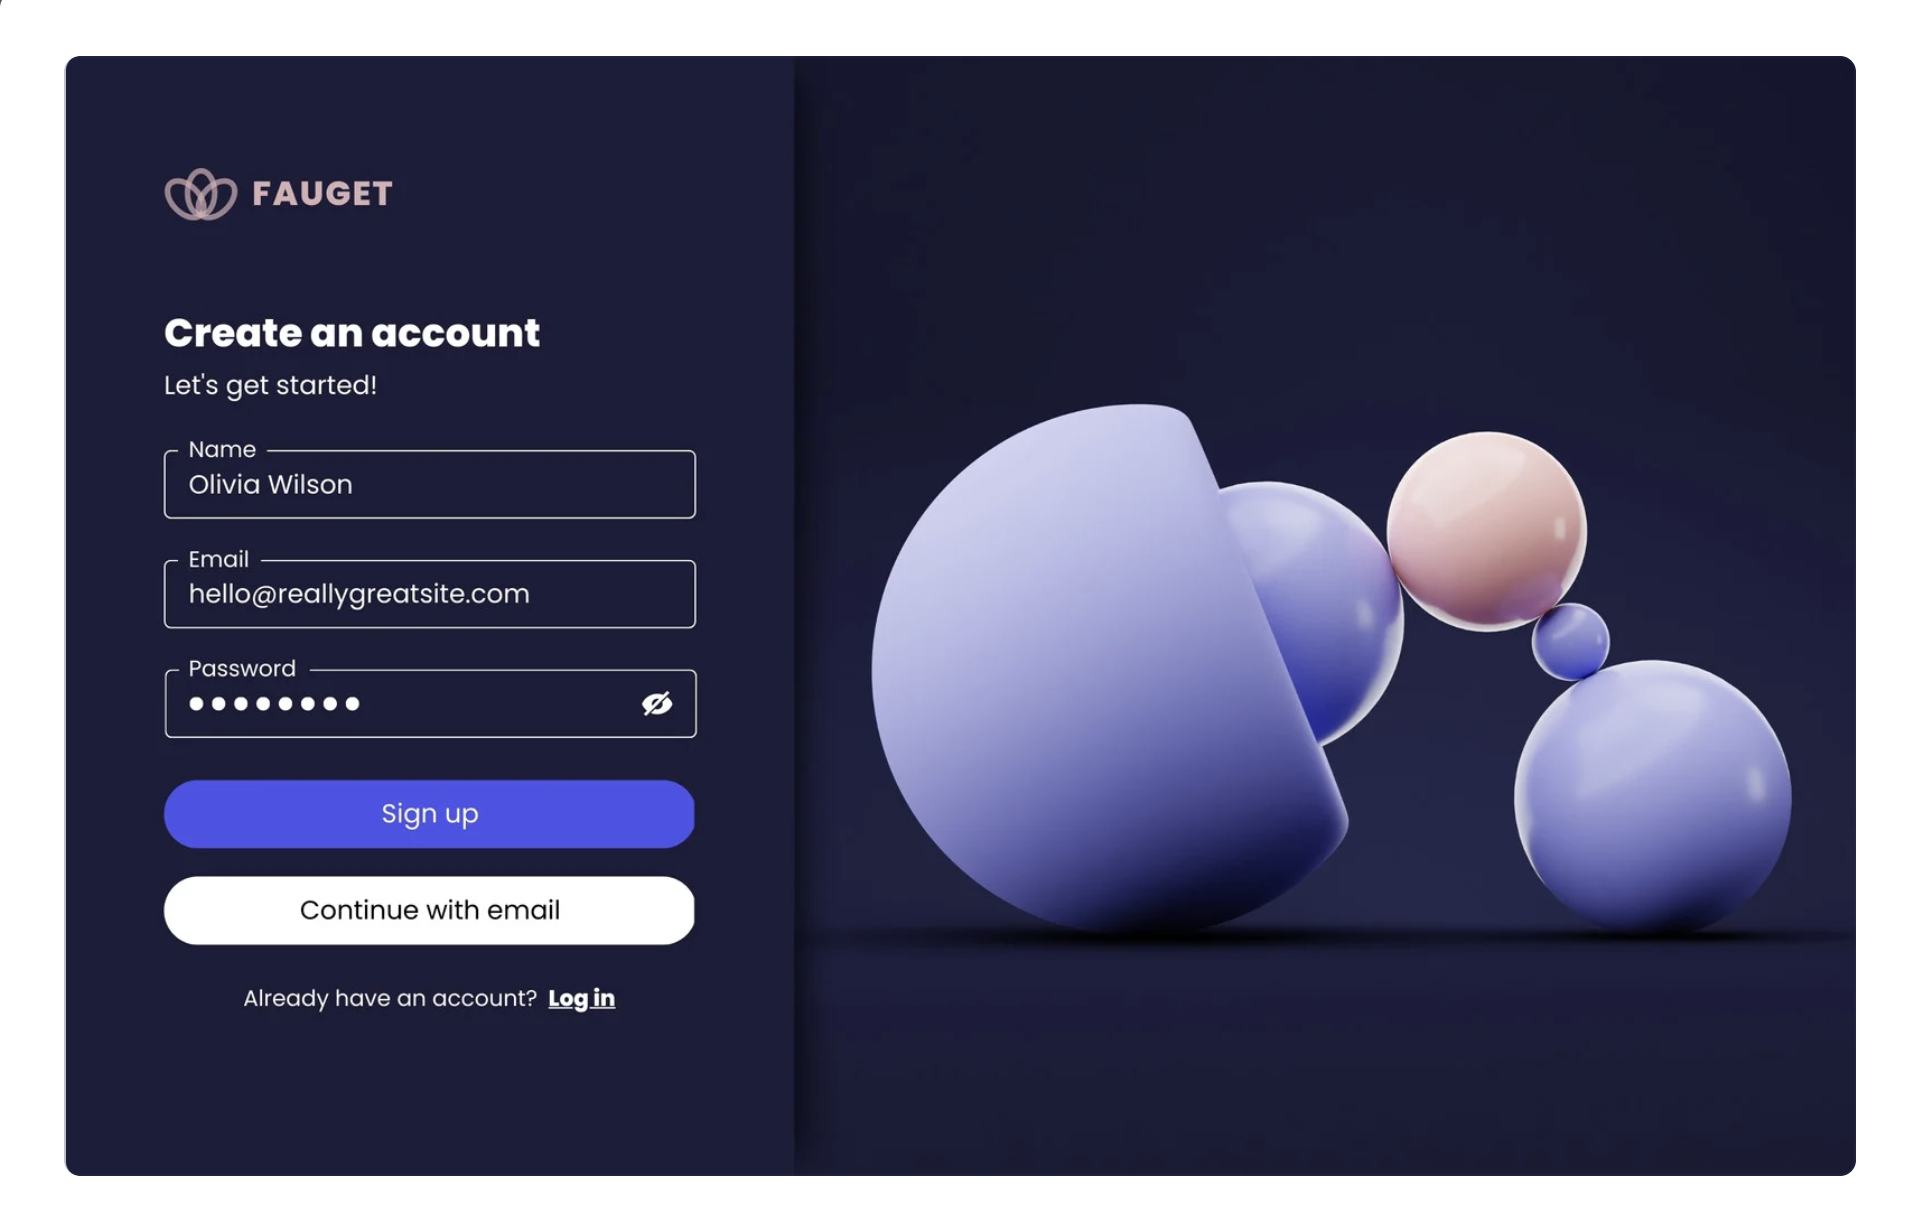 FAUGET
Create an account
Let's get started!
Name
Olivia Wilson
Email
hello@reallygreatsite.com
Password
Sign up
Continue with email
Already have an account? Log in